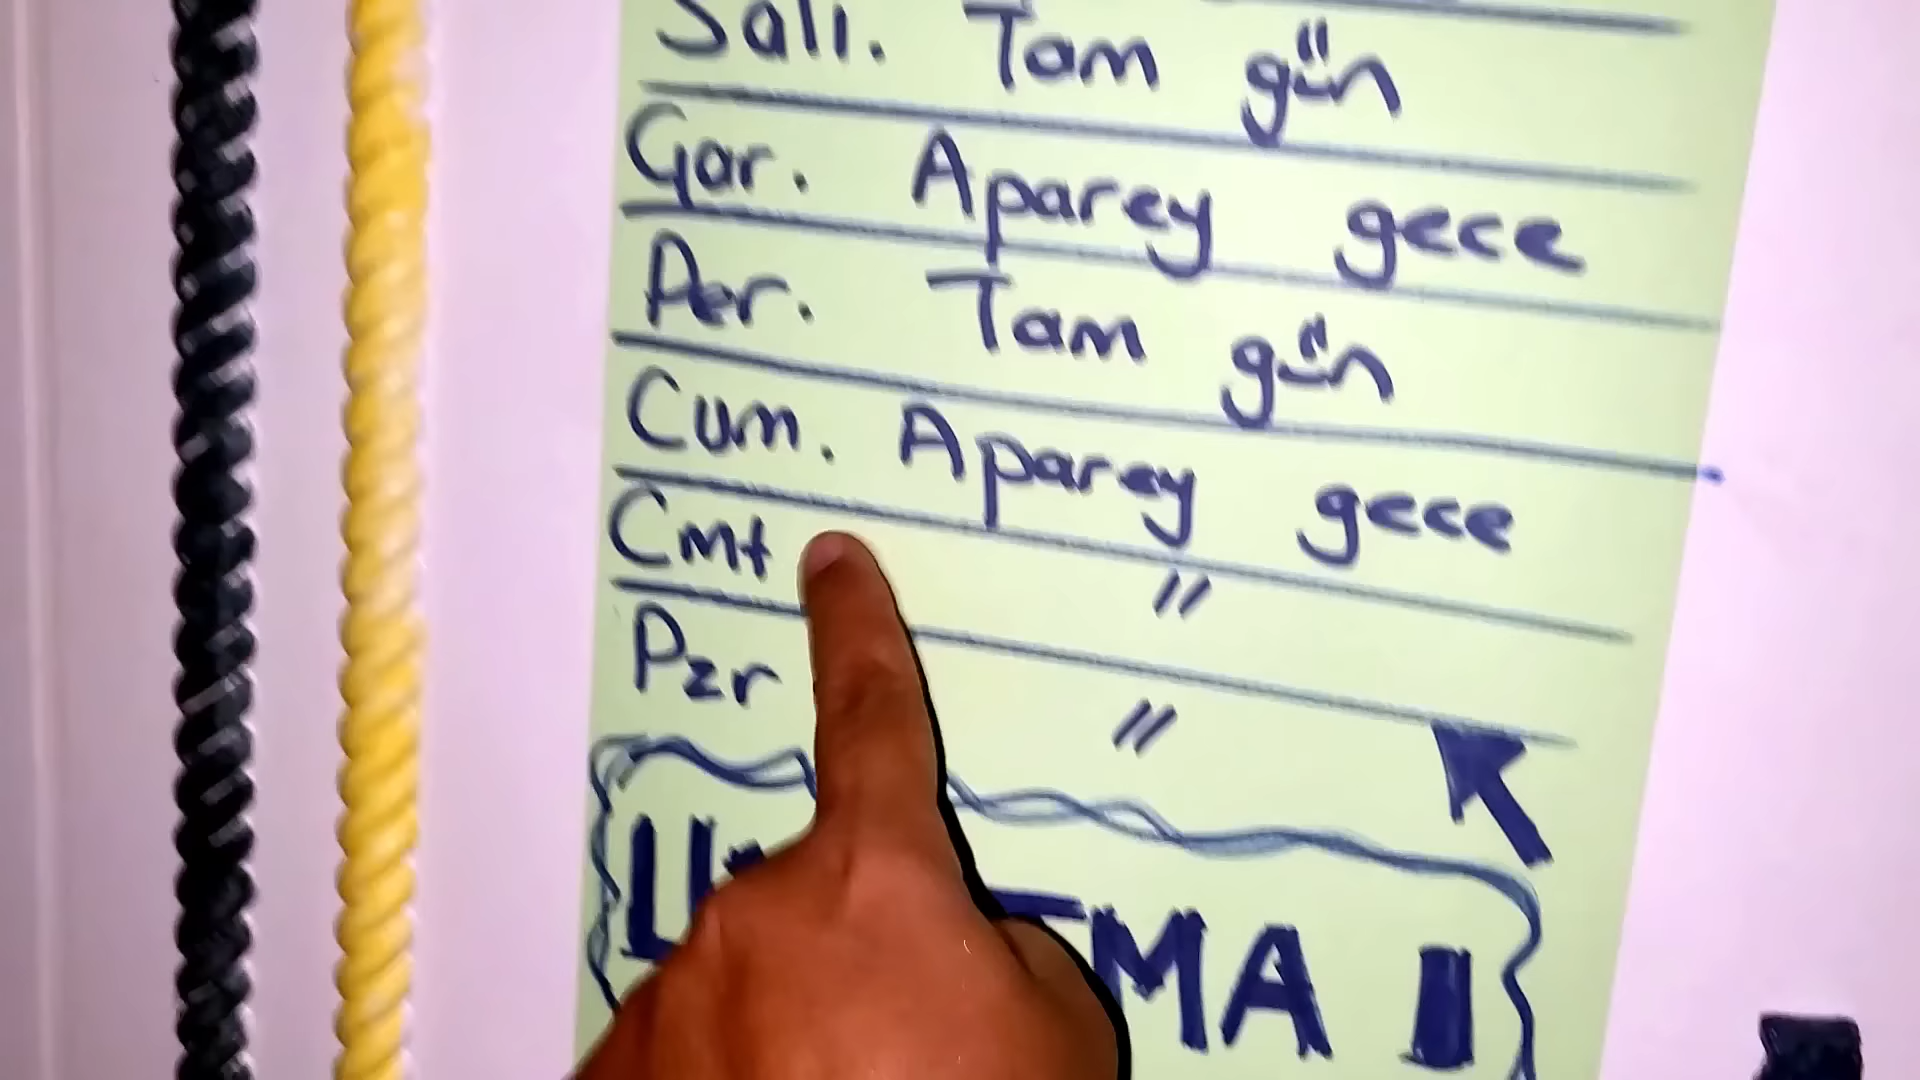 Salı. Tam gün
Çar. Aparey gece
Per. Tam gün
Cum. Aparey gece
Cmt "
Pzr "